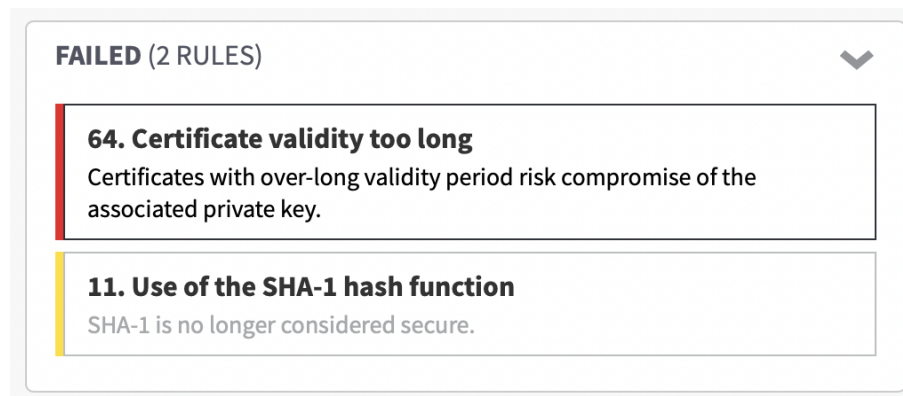 FAILED (2 RULES)
64. Certificate validity too long
Certificates with over-long validity period risk compromise of the
associated private key.
11. Use of the SHA-1 hash function
SHA-1 is no longer considered secure.